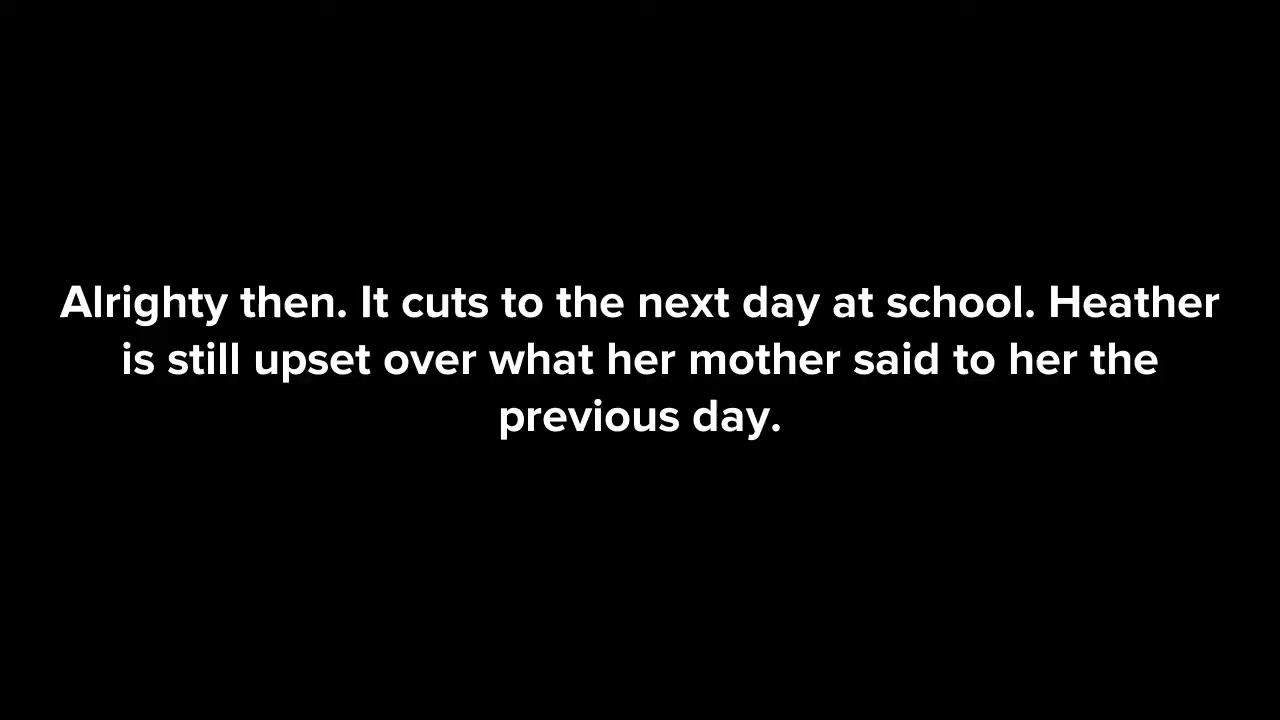 Alrighty then. It cuts to the next day at school. Heather
is still upset over what her mother said to her the
previous day.